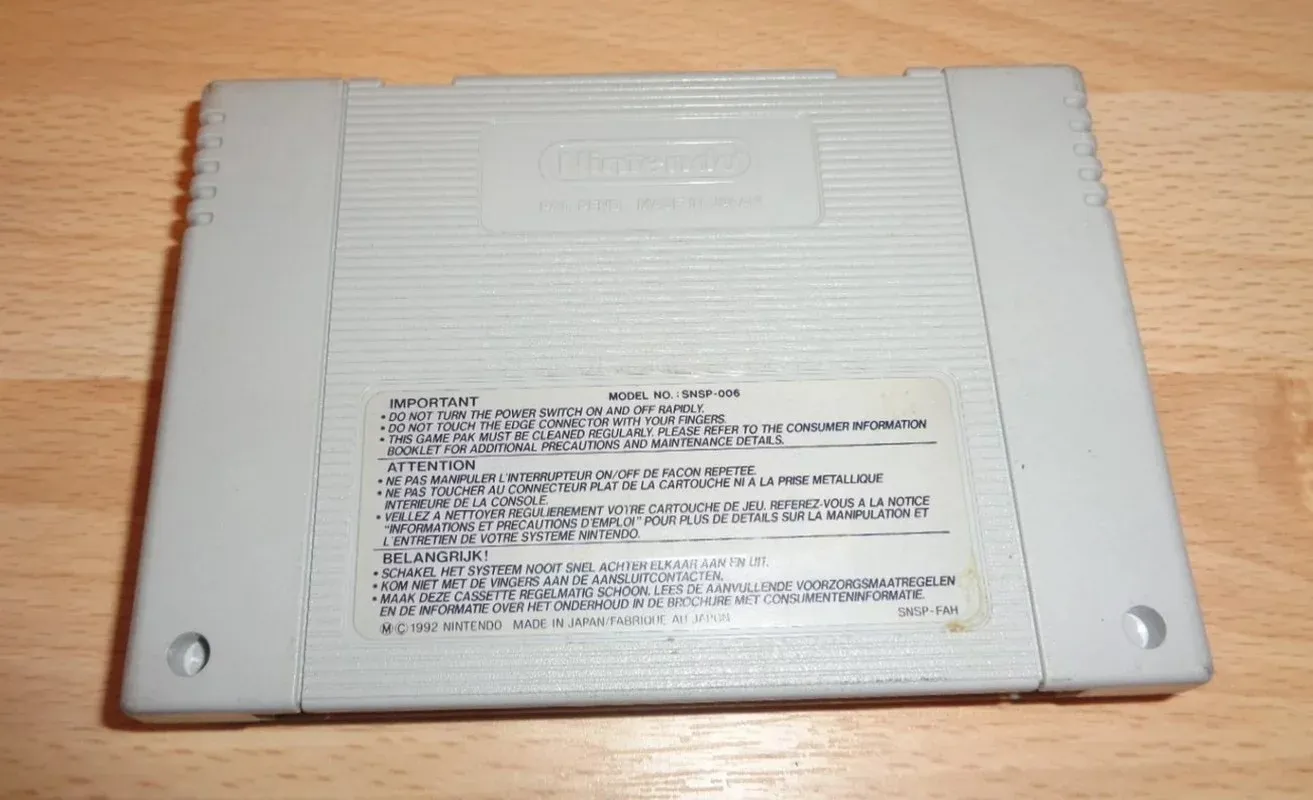 Nintendo
PAT. PEND. MADE IN JAPAN
IMPORTANT
MODEL NO. : SNSP-006
• DO NOT TURN THE POWER SWITCH ON AND OFF RAPIDLY.
• DO NOT TOUCH THE EDGE CONNECTOR WITH YOUR FINGERS.
• THIS GAME PAK MUST BE CLEANED REGULARLY. PLEASE REFER TO THE CONSUMER INFORMATION
BOOKLET FOR ADDITIONAL PRECAUTIONS AND MAINTENANCE DETAILS.
ATTENTION
• NE PAS MANIPULER L'INTERRUPTEUR ON/OFF DE FACON REPETEE.
• NE PAS TOUCHER AU CONNECTEUR PLAT DE LA CARTOUCHE NI A LA PRISE METALLIQUE
INTERIEURE DE LA CONSOLE.
• VEILLEZ A NETTOYER REGULIEREMENT VOTRE CARTOUCHE DE JEU. REFEREZ-VOUS A LA NOTICE
"INFORMATIONS ET PRECAUTIONS D'EMPLOI" POUR PLUS DE DETAILS SUR LA MANIPULATION ET
L'ENTRETIEN DE VOTRE SYSTEME NINTENDO.
BELANGRIJK!
• SCHAKEL HET SYSTEEM NOOIT SNEL ACHTER ELKAAR AAN EN UIT.
• KOM NIET MET DE VINGERS AAN DE AANSLUITCONTACTEN.
• MAAK DEZE CASSETTE REGELMATIG SCHOON. LEES DE AANVULLENDE VOORZORGSMAATREGELEN
EN DE INFORMATIE OVER HET ONDERHOUD IN DE BROCHURE MET CONSUMENTENINFORMATIE.
Ⓜ © 1992 NINTENDO MADE IN JAPAN/FABRIQUE AU JAPON
SNSP-FAH